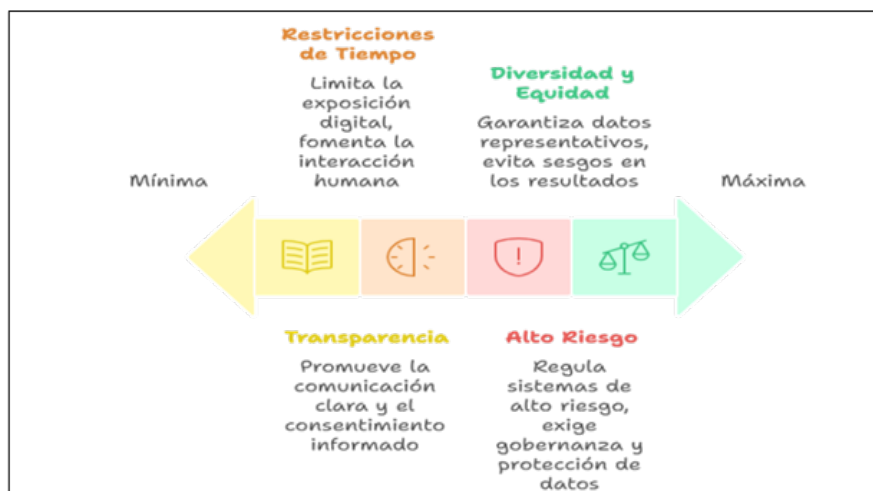 Restricciones
de Tiempo
Limita la
exposición
digital,
fomenta la
interacción
humana
Diversidad y
Equidad
Garantiza datos
representativos,
evita sesgos en
los resultados
Mínima
Máxima
Transparencia
Promueve la
comunicación
clara y el
consentimiento
informado
Alto Riesgo
Regula
sistemas de
alto riesgo,
exige
gobernanza y
protección de
datos